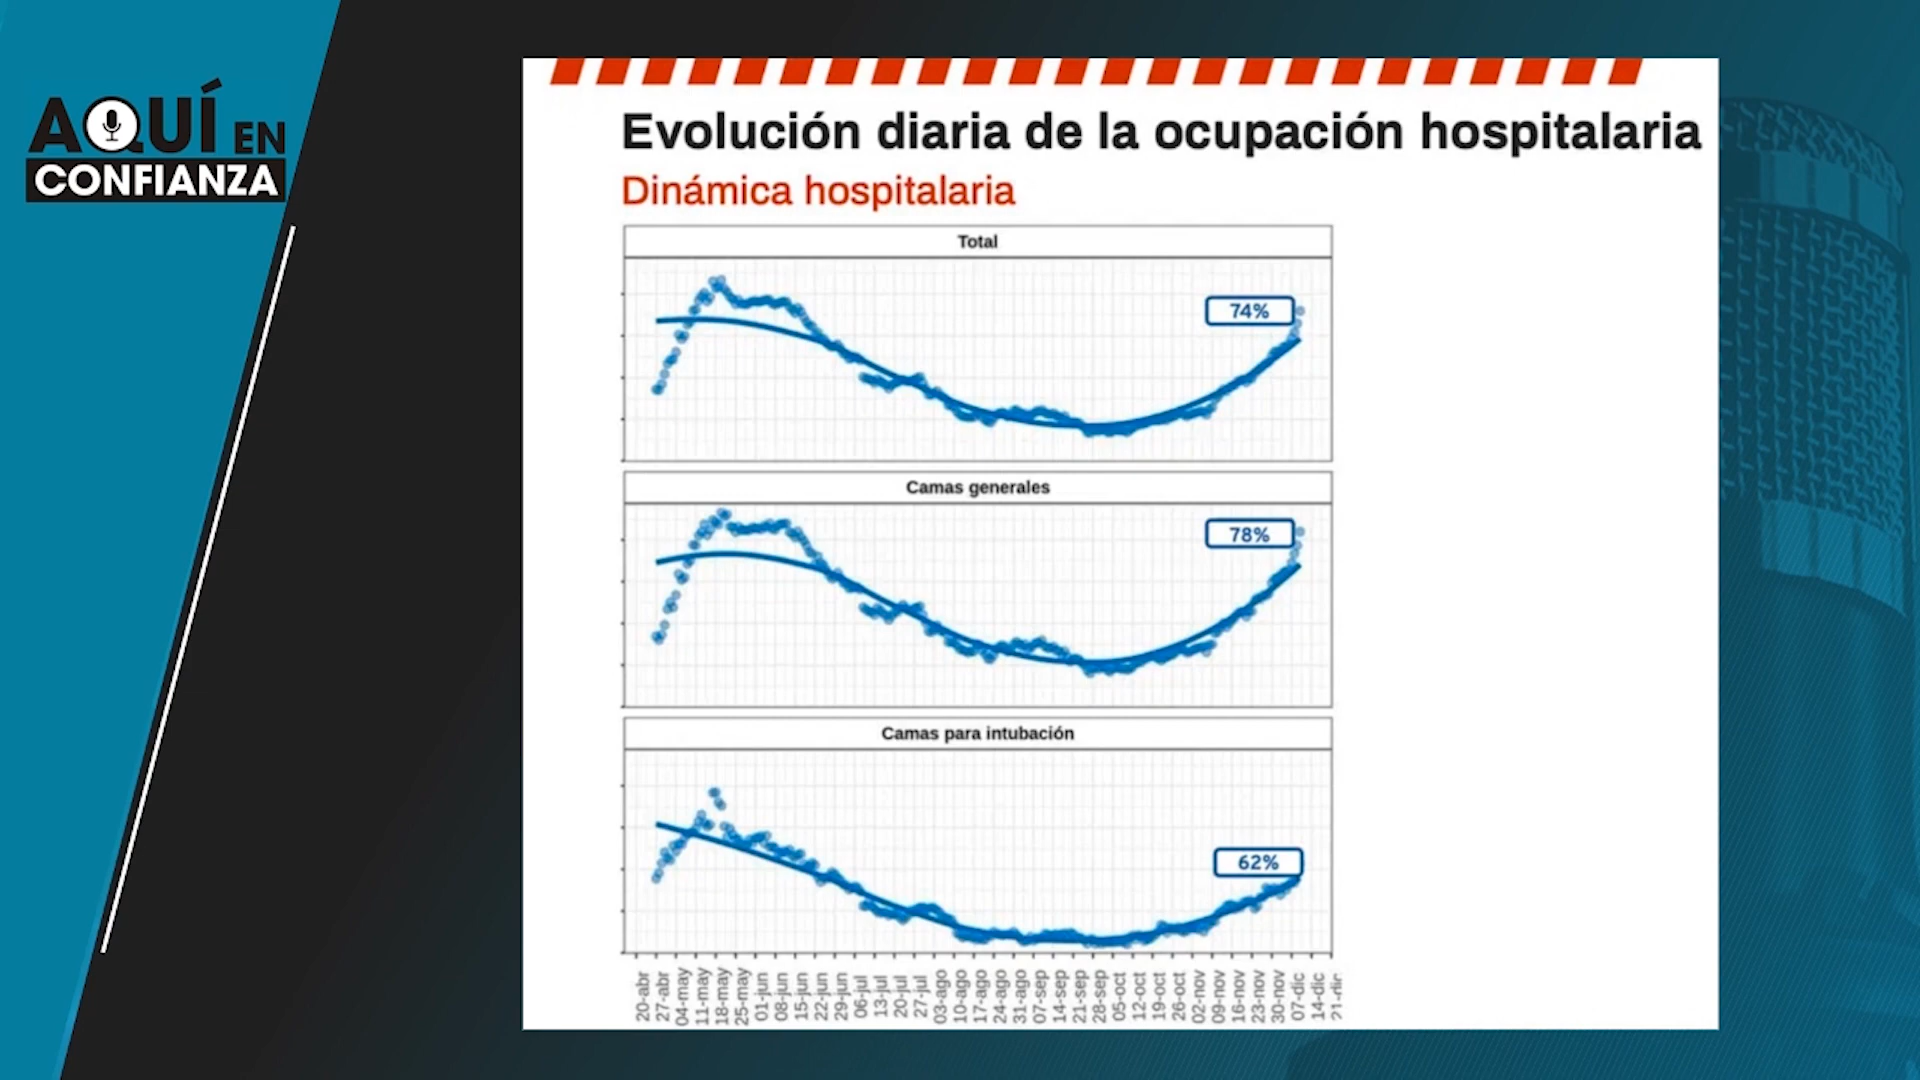 AQUÍ EN
CONFIANZA
Evolución diaria de la ocupación hospitalaria
Dinámica hospitalaria
Total
74%
Camas generales
78%
Camas para intubación
62%
20-abr
27-abr
04-may
11-may
18-may
25-may
01-jun
08-jun
15-jun
22-jun
29-jun
06-jul
13-jul
20-jul
27-jul
03-ago
10-ago
17-ago
24-ago
31-ago
07-sep
14-sep
21-sep
28-sep
05-oct
12-oct
19-oct
26-oct
02-nov
09-nov
16-nov
23-nov
30-nov
07-dic
14-dic